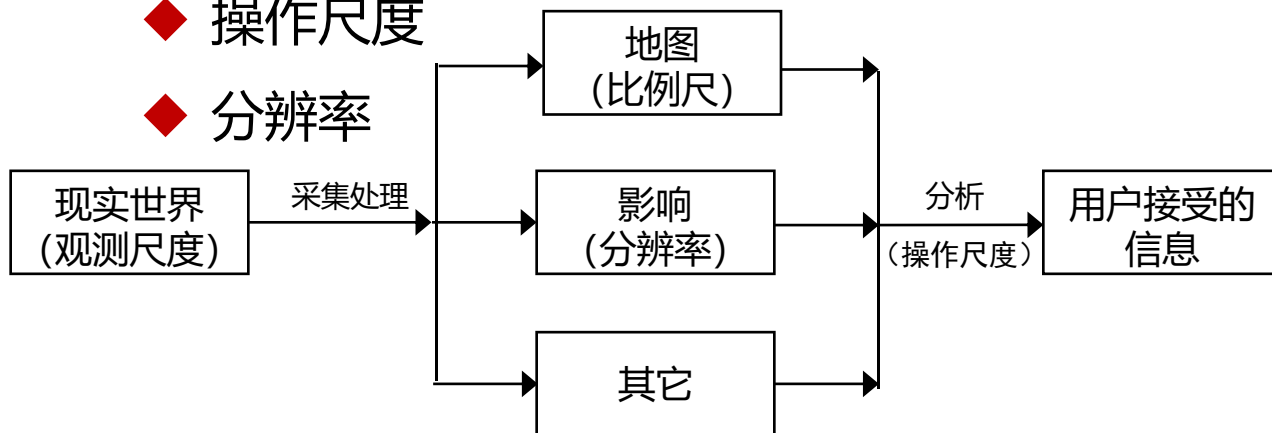 操作尺度
分辨率
地图
(比例尺)
现实世界
(观测尺度)
采集处理
影响
(分辨率)
分析
(操作尺度)
用户接受的
信息
其它